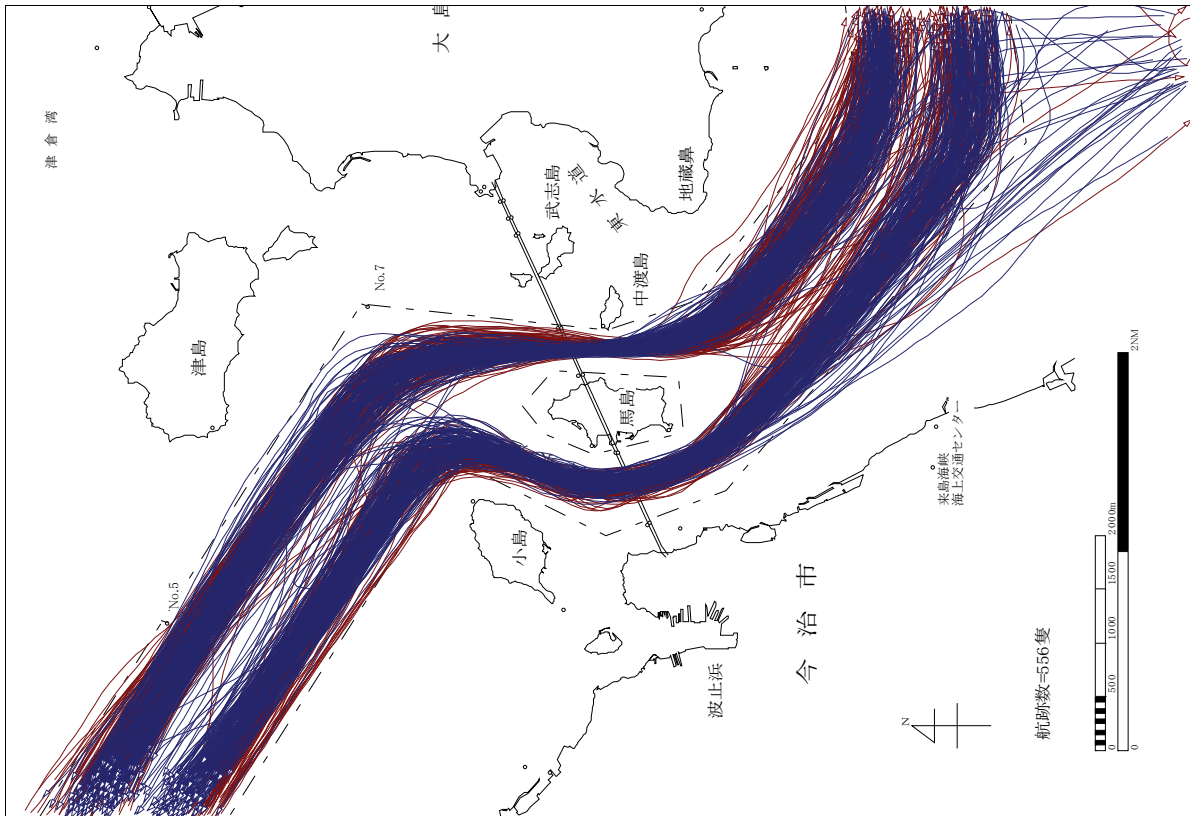 大島
津倉湾
武志島
東水道
地蔵鼻
No.7
中渡島
津島
馬島
小島
No.5
来島海峡
海上交通センター
今治市
波止浜
N
航跡数=556隻
0 500 1000 1500 2000m
0 2NM